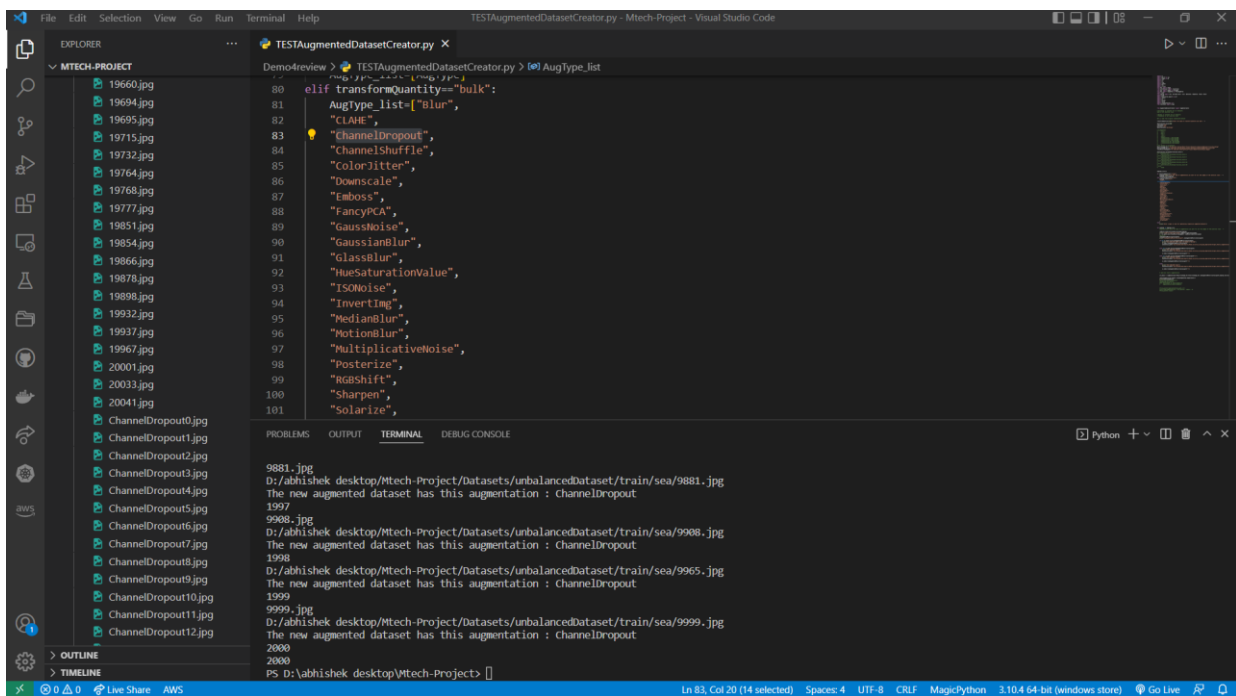 File Edit Selection View Go Run Terminal Help
TESTAugmentedDatasetCreator.py - Mtech-Project - Visual Studio Code
EXPLORER
MTECH-PROJECT
19660.jpg
19694.jpg
19695.jpg
19715.jpg
19732.jpg
19764.jpg
19768.jpg
19777.jpg
19851.jpg
19854.jpg
19866.jpg
19878.jpg
19898.jpg
19932.jpg
19937.jpg
19967.jpg
20001.jpg
20033.jpg
20041.jpg
ChannelDropout0.jpg
ChannelDropout1.jpg
ChannelDropout2.jpg
ChannelDropout3.jpg
ChannelDropout4.jpg
ChannelDropout5.jpg
ChannelDropout6.jpg
ChannelDropout7.jpg
ChannelDropout8.jpg
ChannelDropout9.jpg
ChannelDropout10.jpg
ChannelDropout11.jpg
ChannelDropout12.jpg
OUTLINE
TIMELINE
aws
1
TESTAugmentedDatasetCreator.py
Demo4review > TESTAugmentedDatasetCreator.py > AugType_list
80 elif transformQuantity=="bulk":
81 AugType_list=["Blur",
82 "CLAHE",
83 "ChannelDropout",
84 "ChannelShuffle",
85 "ColorJitter",
86 "Downscale",
87 "Emboss",
88 "FancyPCA",
89 "GaussNoise",
90 "GaussianBlur",
91 "GlassBlur",
92 "HueSaturationValue",
93 "ISONoise",
94 "InvertImg",
95 "MedianBlur",
96 "MotionBlur",
97 "MultiplicativeNoise",
98 "Posterize",
99 "RGBShift",
100 "Sharpen",
101 "Solarize",
PROBLEMS OUTPUT TERMINAL DEBUG CONSOLE
Python
9881.jpg
D:/abhishek desktop/Mtech-Project/Datasets/unbalancedDataset/train/sea/9881.jpg
The new augmented dataset has this augmentation : ChannelDropout
1997
9908.jpg
D:/abhishek desktop/Mtech-Project/Datasets/unbalancedDataset/train/sea/9908.jpg
The new augmented dataset has this augmentation : ChannelDropout
1998
D:/abhishek desktop/Mtech-Project/Datasets/unbalancedDataset/train/sea/9965.jpg
The new augmented dataset has this augmentation : ChannelDropout
1999
9999.jpg
D:/abhishek desktop/Mtech-Project/Datasets/unbalancedDataset/train/sea/9999.jpg
The new augmented dataset has this augmentation : ChannelDropout
2000
2000
PS D:\abhishek desktop\Mtech-Project>
0 0 0 Live Share AWS
Ln 83, Col 20 (14 selected) Spaces: 4 UTF-8 CRLF MagicPython 3.10.4 64-bit (windows store) Go Live